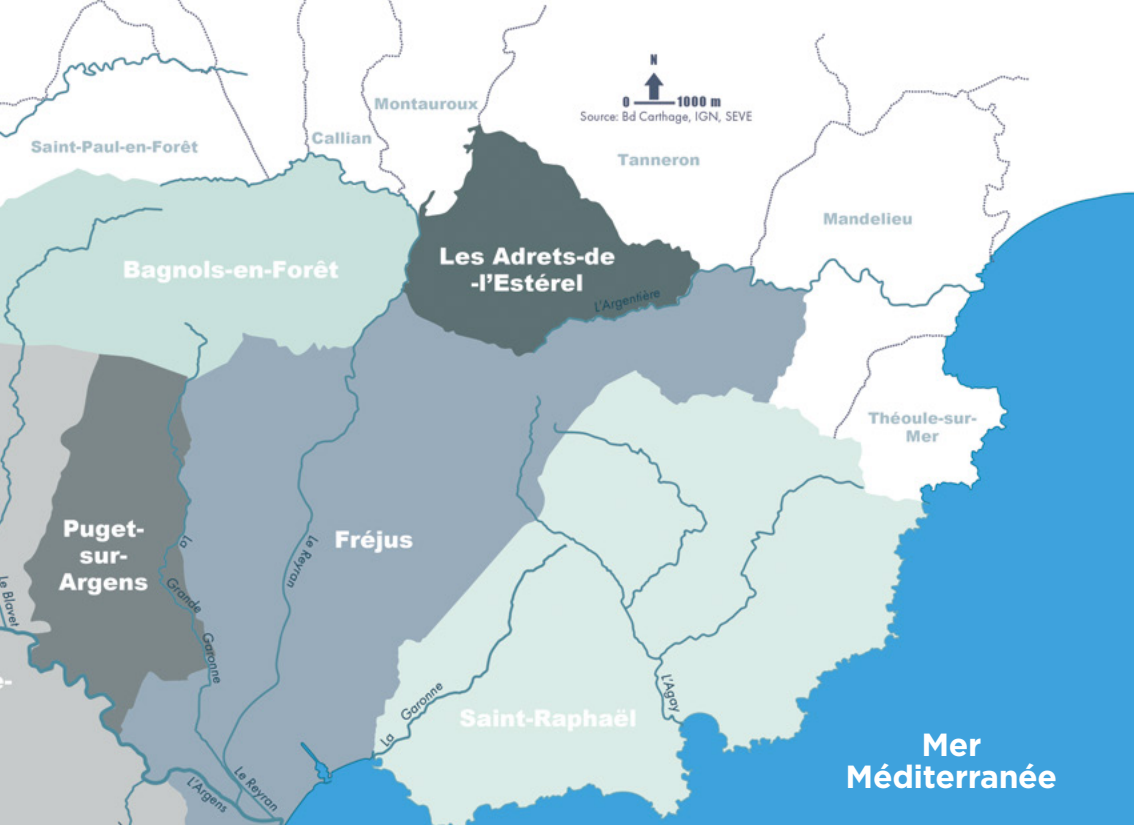 N
0 1000 m
Source: Bd Carthage, IGN, SEVE
Montauroux
Callian
Saint-Paul-en-Forêt
Tanneron
Mandelieu
Bagnols-en-Forêt
Les Adrets-de
-l'Estérel
L'Argentière
Théoule-sur-
Mer
Puget-
sur-
Argens
Fréjus
Le Reyran
La Grande Garonne
Le Blavet
e-
La Garonne
Saint-Raphaël
L'Agay
Mer
Méditerranée
L'Argens
Le Reyran